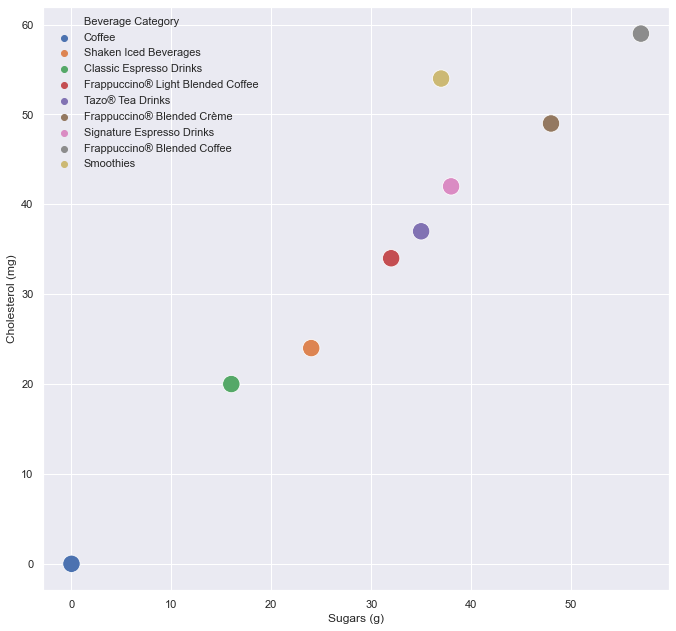 Beverage Category
Coffee
Shaken Iced Beverages
Classic Espresso Drinks
Frappuccino® Light Blended Coffee
Tazo® Tea Drinks
Frappuccino® Blended Crème
Signature Espresso Drinks
Frappuccino® Blended Coffee
Smoothies
60
50
40
30
20
10
0
Cholesterol (mg)
0 10 20 30 40 50
Sugars (g)